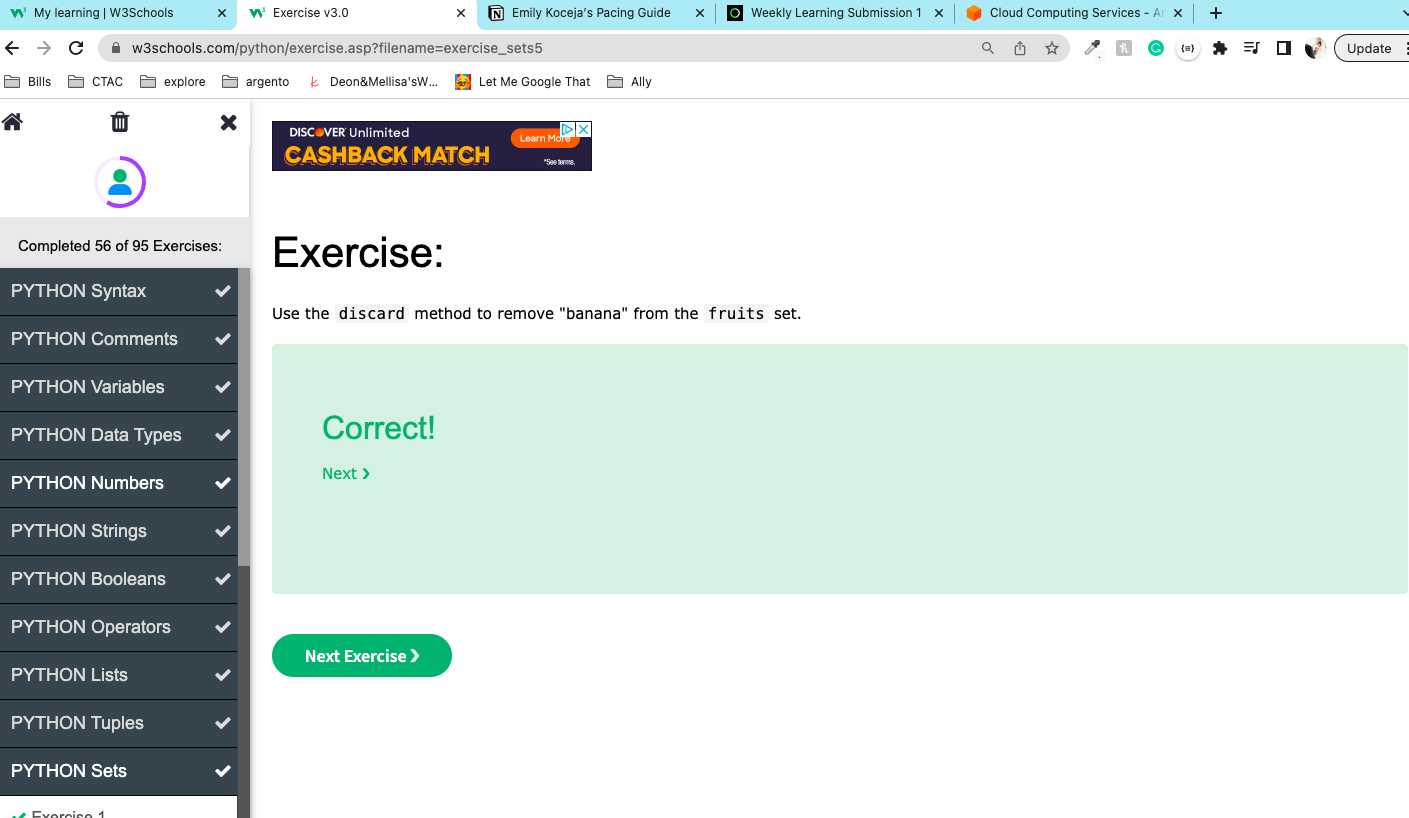 My learning | W3Schools
Exercise v3.0
Emily Koceja's Pacing Guide
Weekly Learning Submission 1
Cloud Computing Services - A
w3schools.com/python/exercise.asp?filename=exercise_sets5
Update
Bills
CTAC
explore
argento
Deon&Mellisa'sW...
Let Me Google That
Ally
Completed 56 of 95 Exercises:
PYTHON Syntax
PYTHON Comments
PYTHON Variables
PYTHON Data Types
PYTHON Numbers
PYTHON Strings
PYTHON Booleans
PYTHON Operators
PYTHON Lists
PYTHON Tuples
PYTHON Sets
Exercise 1
DISCOVER Unlimited
CASHBACK MATCH
Learn More
*See terms.
Exercise:
Use the discard method to remove "banana" from the fruits set.
Correct!
Next ❯
Next Exercise ❯